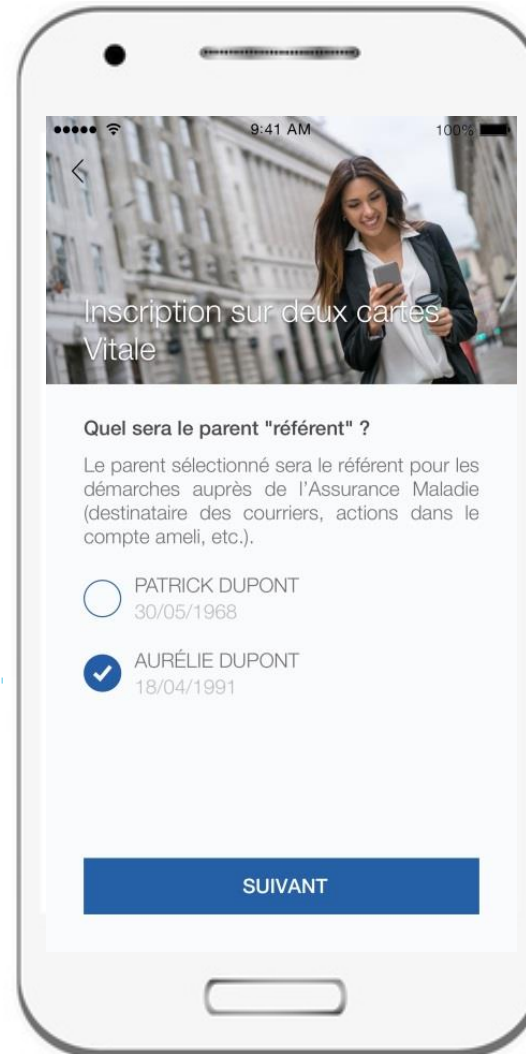 9:41 AM
100%
Inscription sur deux cartes
Vitale
Quel sera le parent "référent" ?
Le parent sélectionné sera le référent pour les
démarches auprès de l'Assurance Maladie
(destinataire des courriers, actions dans le
compte ameli, etc.).
PATRICK DUPONT
30/05/1968
AURÉLIE DUPONT
18/04/1991
SUIVANT